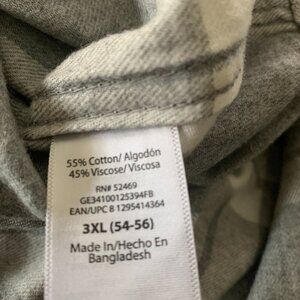 55% Cotton/ Algodón
45% Viscose/ Viscosa
RN# 52469
GE34100125394FB
EAN/UPC 8 1295414364
3XL (54-56)
Made In/Hecho En
Bangladesh